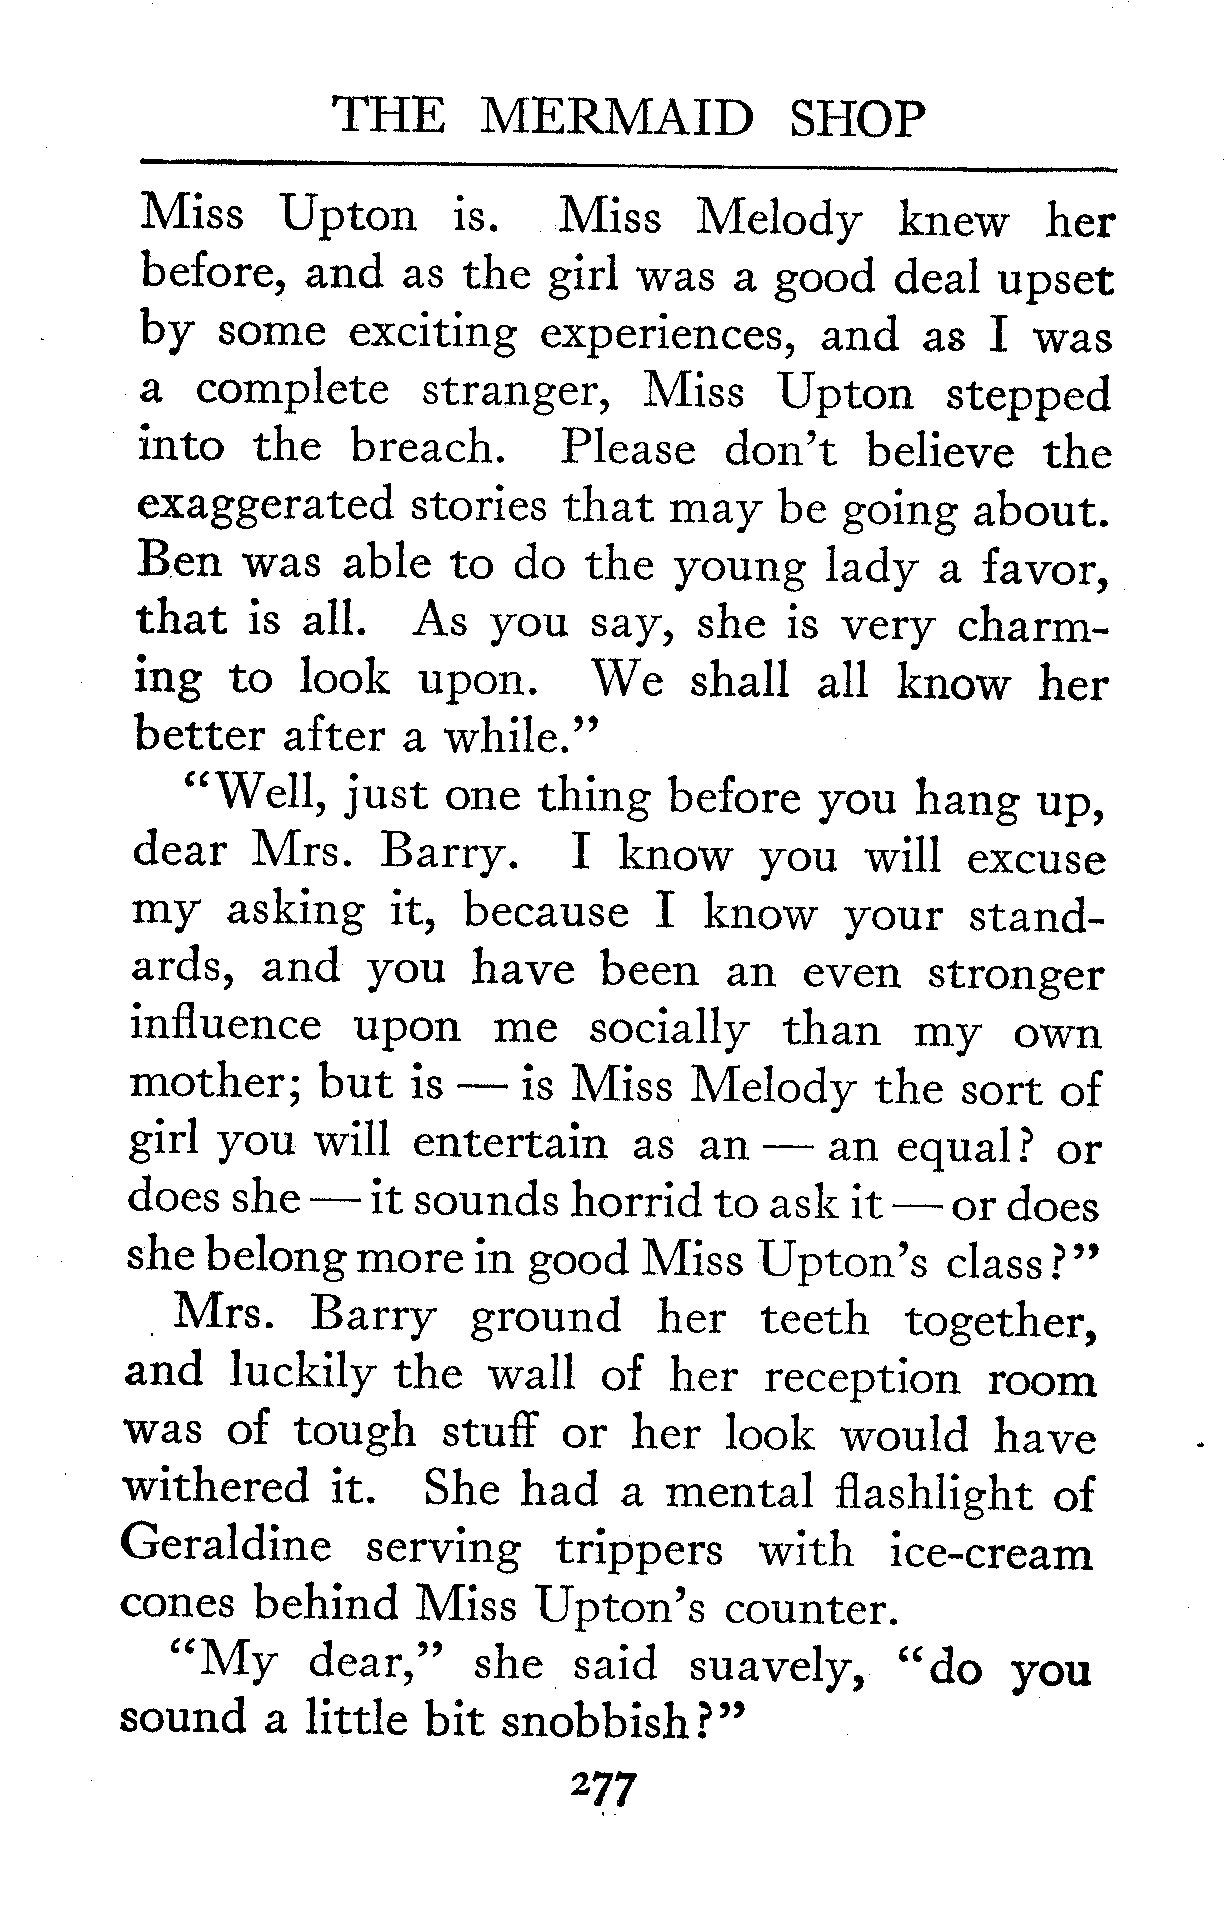 THE MERMAID SHOP
Miss Upton is. Miss Melody knew her
before, and as the girl was a good deal upset
by some exciting experiences, and as I was
a complete stranger, Miss Upton stepped
into the breach. Please don't believe the
exaggerated stories that may be going about.
Ben was able to do the young lady a favor,
that is all. As you say, she is very charm-
ing to look upon. We shall all know her
better after a while."
"Well, just one thing before you hang up,
dear Mrs. Barry. I know you will excuse
my asking it, because I know your stand-
ards, and you have been an even stronger
influence upon me socially than my own
mother; but is — is Miss Melody the sort of
girl you will entertain as an — an equal? or
does she — it sounds horrid to ask it — or does
she belong more in good Miss Upton's class?"
Mrs. Barry ground her teeth together,
and luckily the wall of her reception room
was of tough stuff or her look would have
withered it. She had a mental flashlight of
Geraldine serving trippers with ice-cream
cones behind Miss Upton's counter.
"My dear," she said suavely, "do you
sound a little bit snobbish?"
277